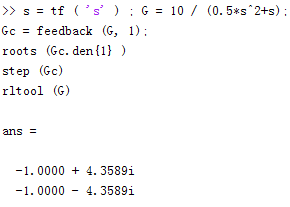 >> s = tf ( 's' ) ; G = 10 / (0.5*s^2+s);
Gc = feedback (G, 1);
roots (Gc.den{1} )
step (Gc)
rltool (G)
ans =
-1.0000 + 4.3589i
-1.0000 - 4.3589i